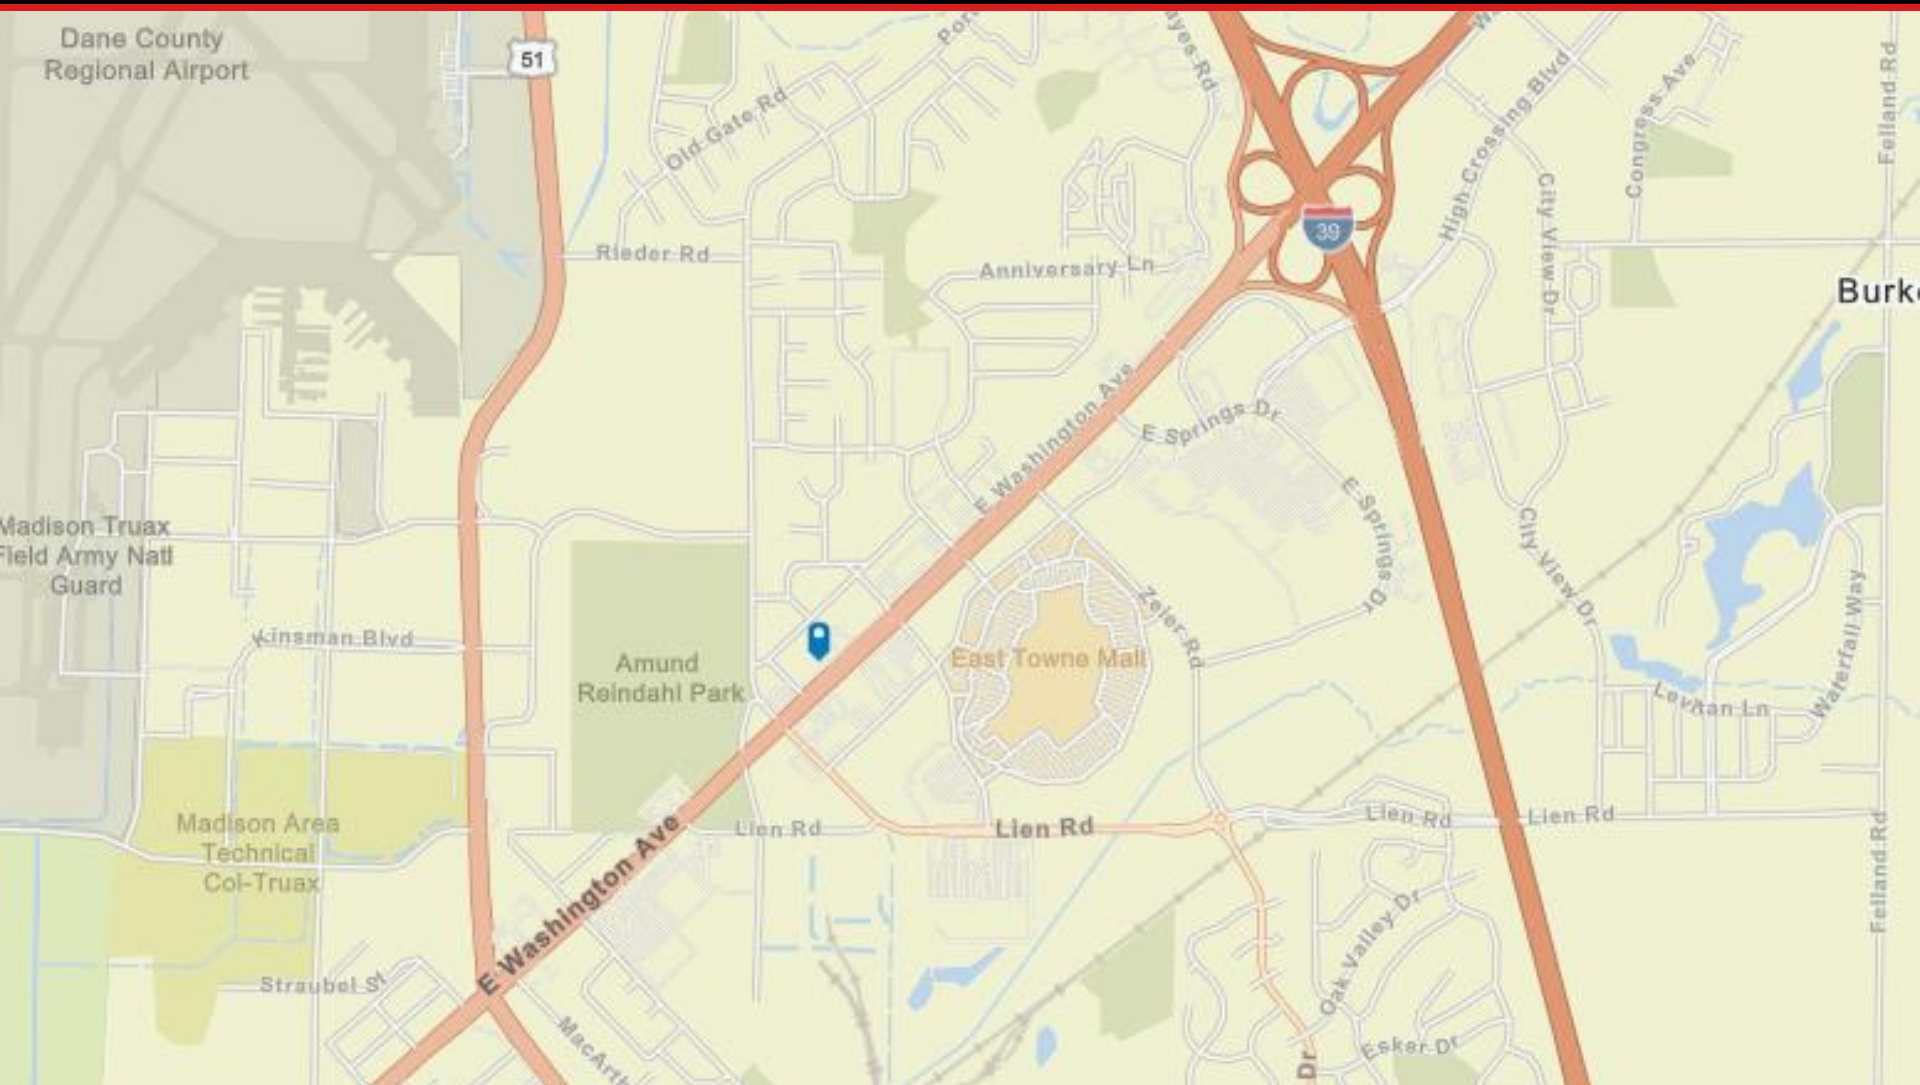 Dane County
Regional Airport
51
Old Gate Rd
Rieder Rd
Anniversary Ln
39
High Crossing Blvd
Congress Ave
Felland Rd
City View Dr
E Washington Ave
E Springs Dr
E Springs Dr
City View Dr
Madison Truax
Field Army Natl
Guard
Kinsman Blvd
Amund
Reindahl Park
East Towne Mall
Zeier Rd
Levitan Ln
Waterfall Way
Madison Area
Technical
Col-Truax
E Washington Ave
Lien Rd
Lien Rd
Lien Rd
Lien Rd
Felland Rd
Straubel St
Oak Valley Dr
Esker Dr
Dr